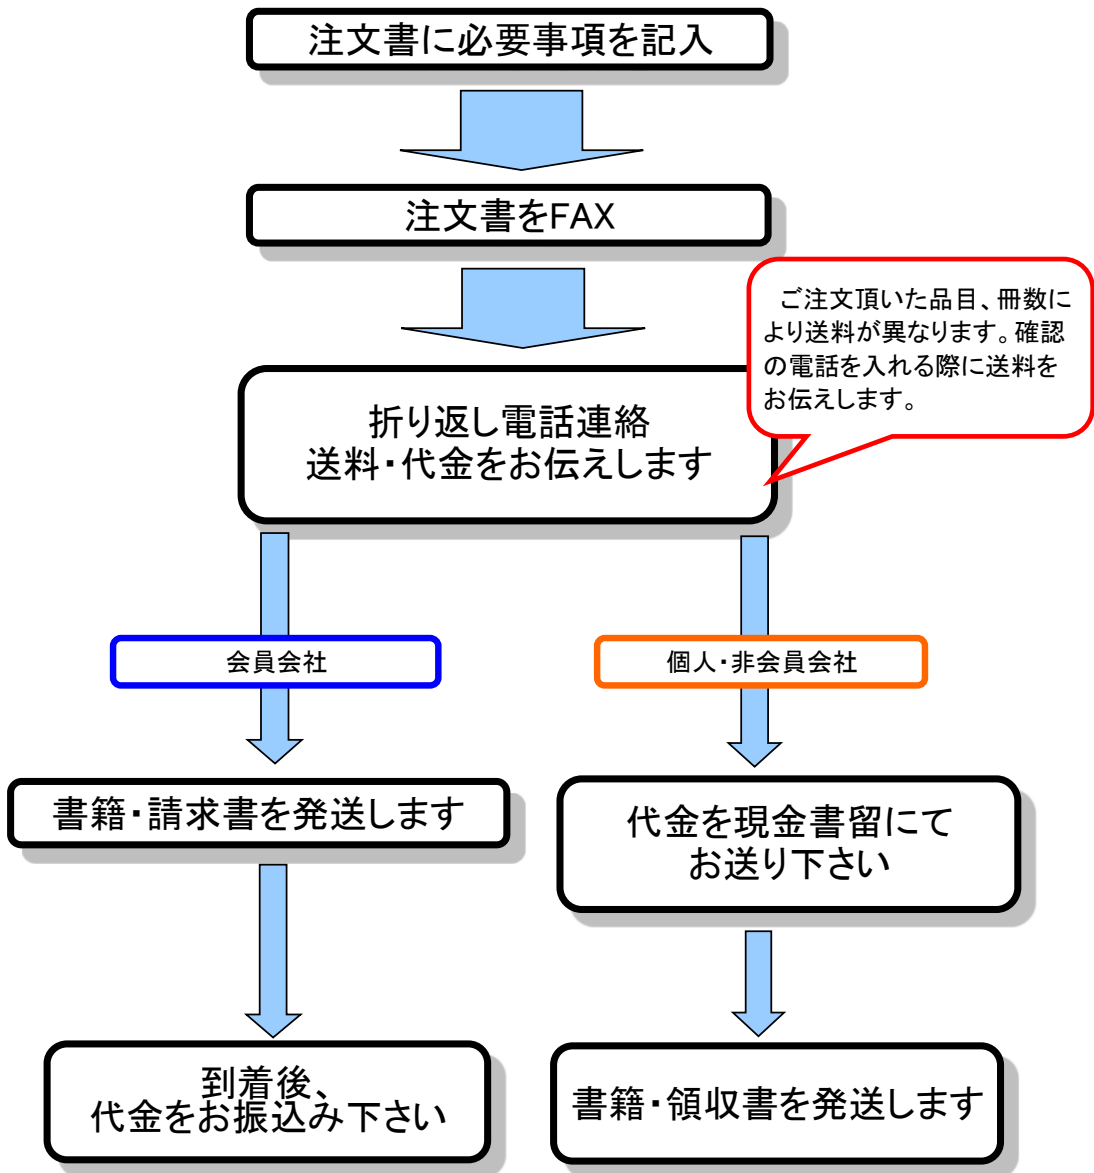 注文書に必要事項を記入
注文書をFAX
ご注文頂いた品目、冊数に
より送料が異なります。確認
の電話を入れる際に送料を
お伝えします。
折り返し電話連絡
送料・代金をお伝えします
会員会社
個人・非会員会社
書籍・請求書を発送します
代金を現金書留にて
お送り下さい
到着後、
代金をお振込み下さい
書籍・領収書を発送します